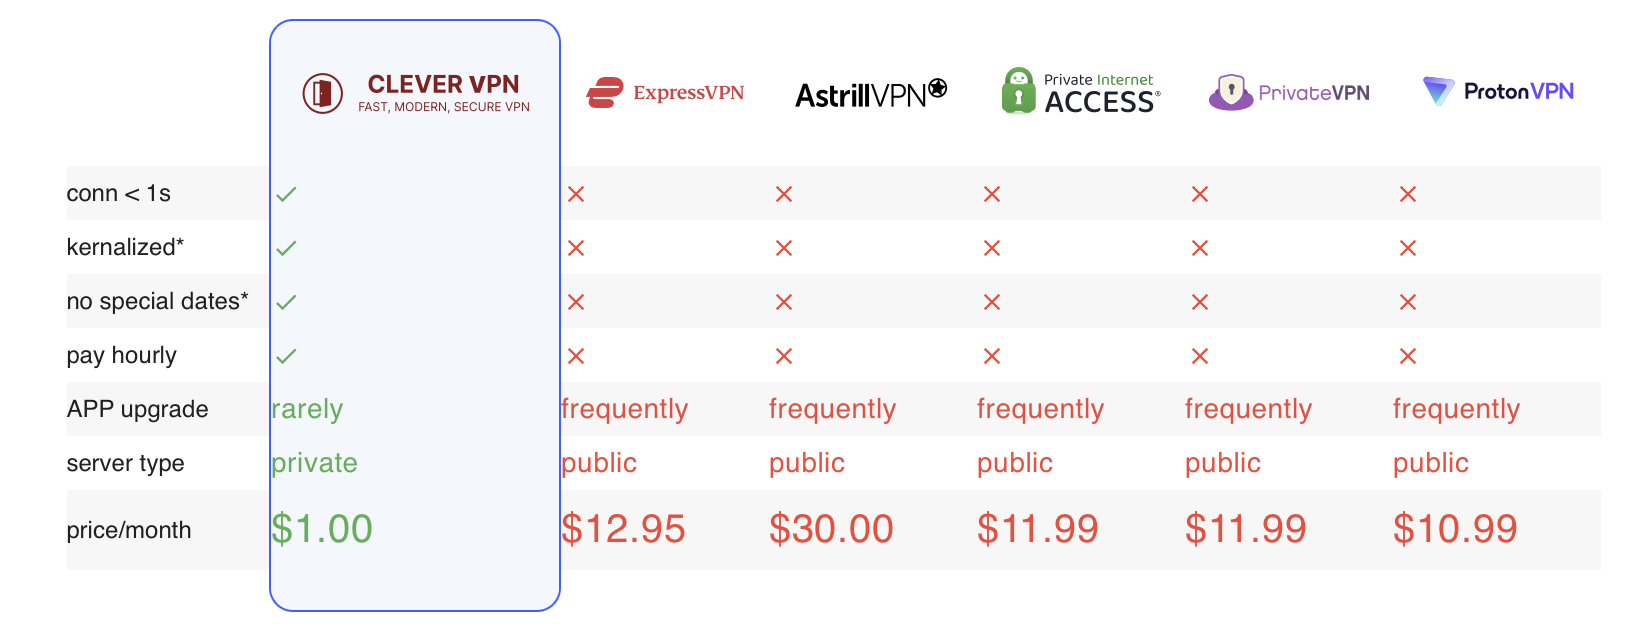 CLEVER VPN
FAST, MODERN, SECURE VPN
ExpressVPN
AstrillVPN
Private Internet
ACCESS®
PrivateVPN
ProtonVPN
conn < 1s
kernalized*
no special dates*
pay hourly
APP upgrade rarely frequently frequently frequently frequently frequently
server type private public public public public public
price/month $1.00 $12.95 $30.00 $11.99 $11.99 $10.99